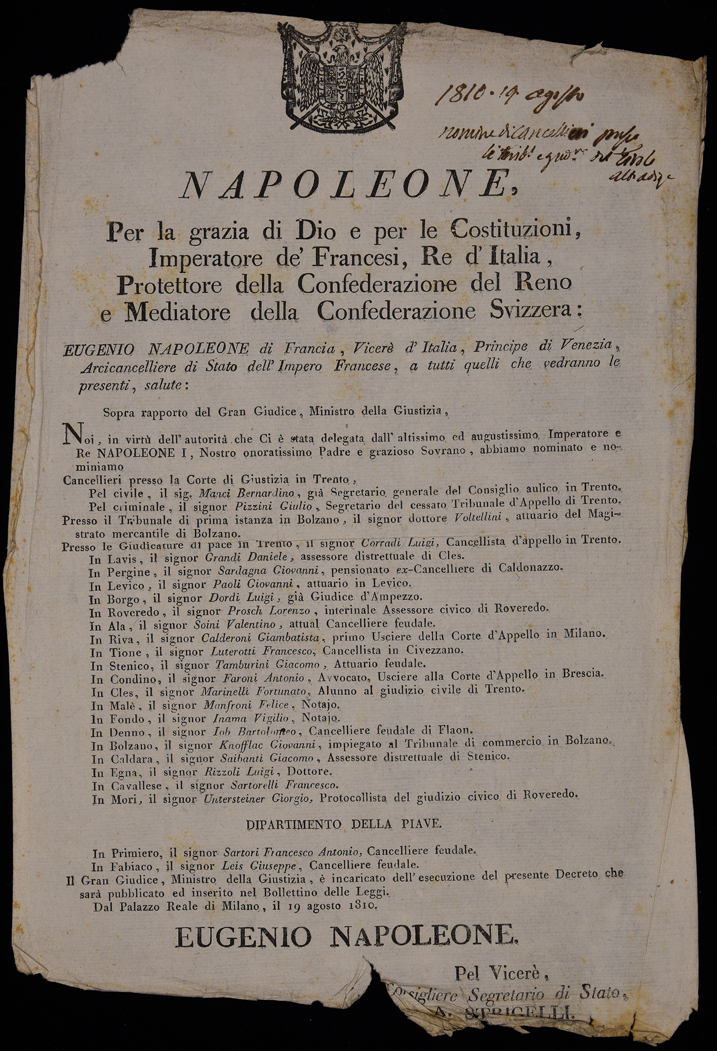 1810. 19 agosto
nomine di Cancellieri presso
le trib.
alto adige
NAPOLEONE,
Per la grazia di Dio e per le Costituzioni,
Imperatore de' Francesi, Re d'Italia,
Protettore della Confederazione del Reno
e Mediatore della Confederazione Svizzera:
EUGENIO NAPOLEONE di Francia, Vicerè d'Italia, Principe di Venezia,
Arcicancelliere di Stato dell'Impero Francese, a tutti quelli che vedranno le
presenti, salute:
Sopra rapporto del Gran Giudice, Ministro della Giustizia,
Noi, in virtù dell'autorità che Ci è stata delegata dall'altissimo ed augustissimo Imperatore e
Re NAPOLEONE I, Nostro onoratissimo Padre e grazioso Sovrano, abbiamo nominato e no-
miniamo
Cancellieri presso la Corte di Giustizia in Trento,
Pel civile, il sig. Marci Bernardino, già Segretario generale del Consiglio aulico in Trento.
Pel criminale, il signor Pizzini Giulio, Segretario del cessato Tribunale d'Appello di Trento.
Presso il Tribunale di prima istanza in Bolzano, il signor dottore Voltellini, attuario del Magi-
strato mercantile di Bolzano.
Presso le Giudicature di pace in Trento, il signor Corradi Luigi, Cancellista d'appello in Trento.
In Lavis, il signor Grandi Daniele, assessore distrettuale di Cles.
In Pergine, il signor Sardagna Giovanni, pensionato ex-Cancelliere di Caldonazzo.
In Levico, il signor Paoli Giovanni, attuario in Levico.
In Borgo, il signor Dordi Luigi, già Giudice d'Ampezzo.
In Roveredo, il signor Prosch Lorenzo, interinale Assessore civico di Roveredo.
In Ala, il signor Soini Valentino, attual Cancelliere feudale.
In Riva, il signor Calderoni Giambatista, primo Usciere della Corte d'Appello in Milano.
In Tione, il signor Luterotti Francesco, Cancellista in Civezzano.
In Stenico, il signor Tamburini Giacomo, Attuario feudale.
In Condino, il signor Faroni Antonio, Avvocato, Usciere alla Corte d'Appello in Brescia.
In Cles, il signor Marinelli Fortunato, Alunno al giudizio civile di Trento.
In Malè, il signor Manfroni Felice, Notajo.
In Fondo, il signor Inama Vigilio, Notajo.
In Denno, il signor Iob Bartolomeo, Cancelliere feudale di Flaon.
In Bolzano, il signor Knofflac Giovanni, impiegato al Tribunale di commercio in Bolzano.
In Caldara, il signor Saibanti Giacomo, Assessore distrettuale di Stenico.
In Egna, il signor Rizzoli Luigi, Dottore.
In Cavallese, il signor Sartorelli Francesco.
In Mori, il signor Untersteiner Giorgio, Protocollista del giudizio civico di Roveredo.
DIPARTIMENTO DELLA PIAVE.
In Primiero, il signor Sartori Francesco Antonio, Cancelliere feudale.
In Fabiaco, il signor Leis Giuseppe, Cancelliere feudale.
Il Gran Giudice, Ministro della Giustizia, è incaricato dell'esecuzione del presente Decreto che
sarà pubblicato ed inserito nel Bollettino delle Leggi.
Dal Palazzo Reale di Milano, il 19 agosto 1810.
EUGENIO NAPOLEONE.
Pel Vicerè,
Consigliere Segretario di Stato,
A. STRIGELLI.